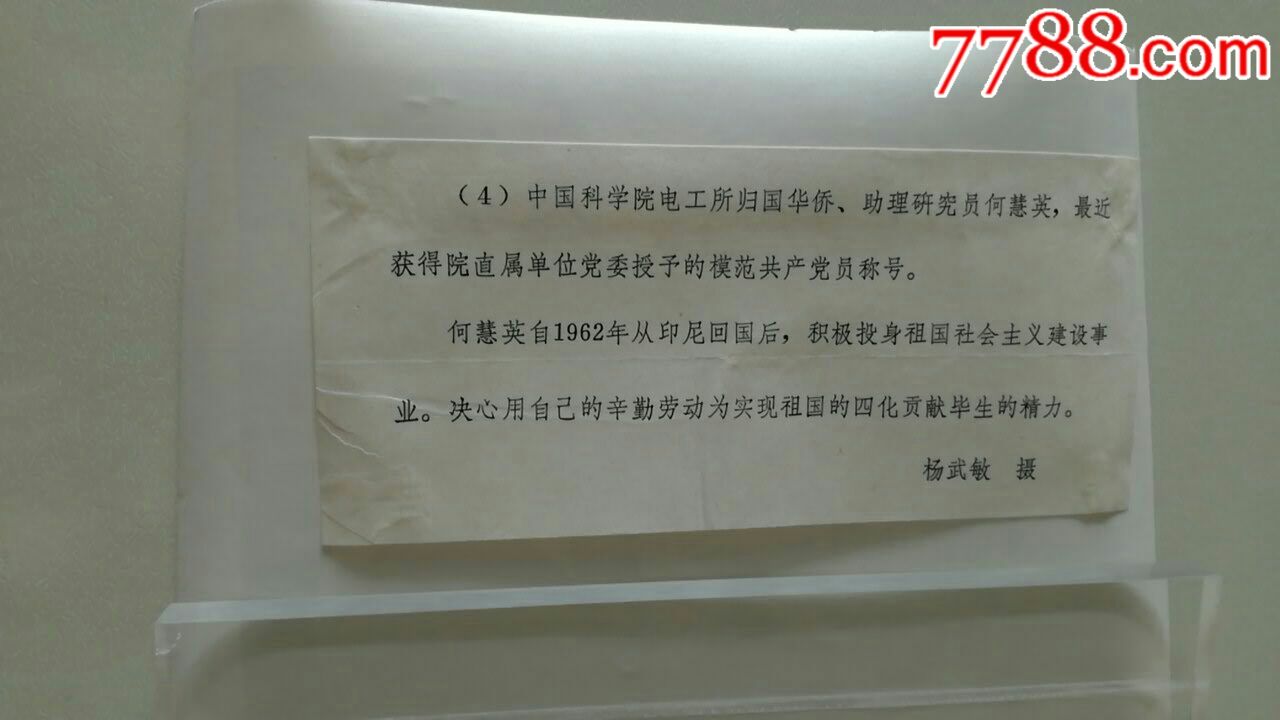 7788.com
(4)中国科学院电工所归国华侨、助理研究员何慧英,最近
获得院直属单位党委授予的模范共产党员称号。
何慧英自1962年从印尼回国后,积极投身祖国社会主义建设事
业。决心用自己的辛勤劳动为实现祖国的四化贡献毕生的精力。
杨武敏 摄